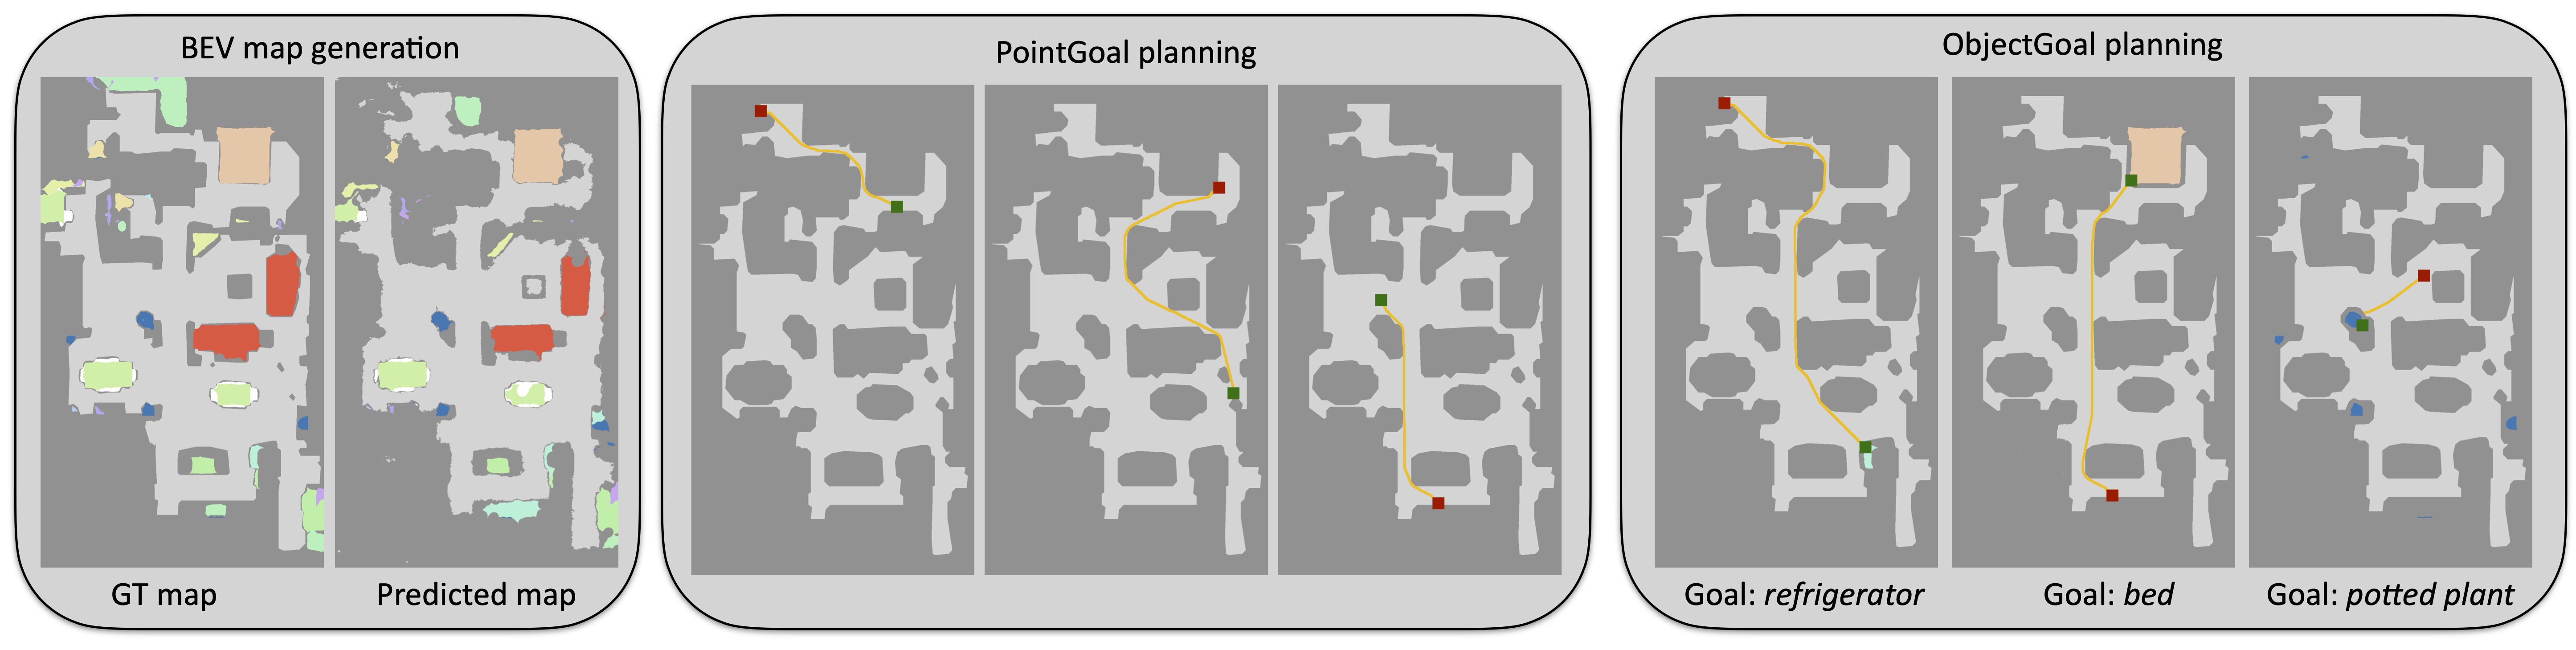 BEV map generation
GT map
Predicted map
PointGoal planning
ObjectGoal planning
Goal: refrigerator
Goal: bed
Goal: potted plant